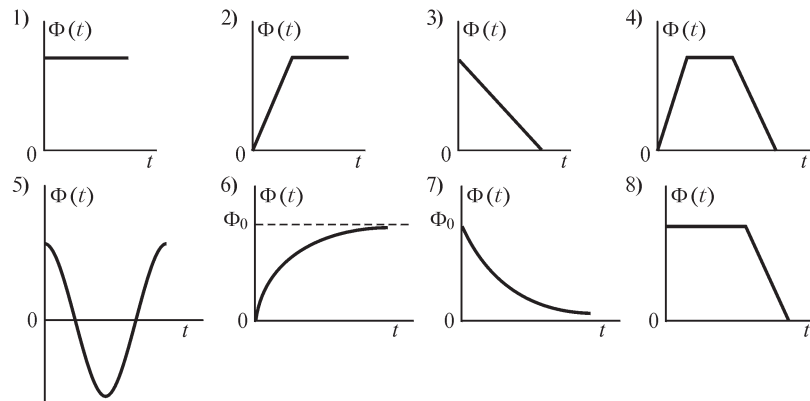 1) Φ(t) 0 t
2) Φ(t) 0 t
3) Φ(t) 0 t
4) Φ(t) 0 t
5) Φ(t) 0 t
6) Φ(t) Φ₀ 0 t
7) Φ(t) Φ₀ 0 t
8) Φ(t) 0 t